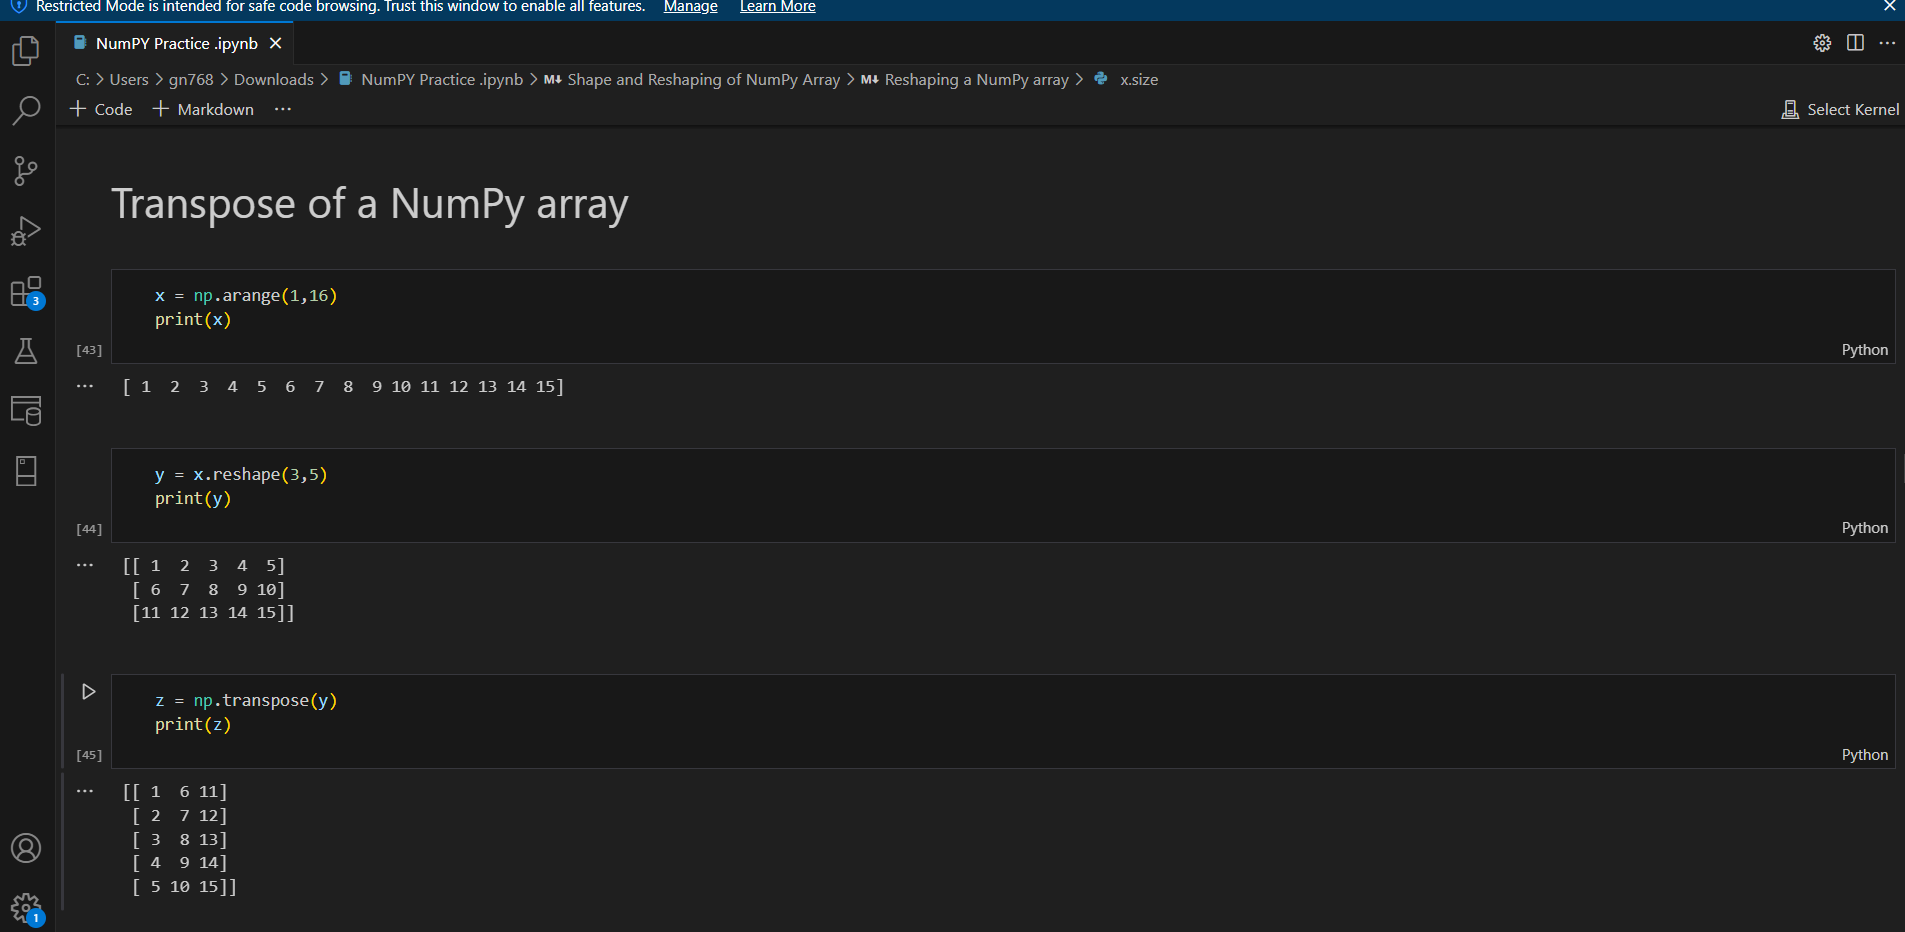 Restricted Mode is intended for safe code browsing. Trust this window to enable all features. Manage Learn More
NumPY Practice .ipynb
C: > Users > gn768 > Downloads > NumPY Practice .ipynb > M↓ Shape and Reshaping of NumPy Array > M↓ Reshaping a NumPy array > x.size
+ Code + Markdown ··· Select Kernel
Transpose of a NumPy array
x = np.arange(1,16)
print(x)
[43] Python
[ 1  2  3  4  5  6  7  8  9 10 11 12 13 14 15]
y = x.reshape(3,5)
print(y)
[44] Python
[[ 1  2  3  4  5]
[ 6  7  8  9 10]
[11 12 13 14 15]]
z = np.transpose(y)
print(z)
[45] Python
[[ 1  6 11]
[ 2  7 12]
[ 3  8 13]
[ 4  9 14]
[ 5 10 15]]
3
1